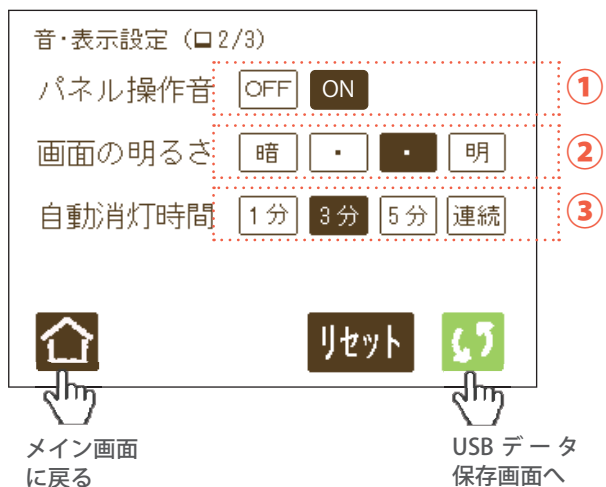 音・表示設定（ロ2/3）
パネル操作音 OFF ON ①
画面の明るさ 暗 ・ ・ 明 ②
自動消灯時間 1分 3分 5分 連続 ③
リセット
メイン画面
に戻る
USB データ
保存画面へ